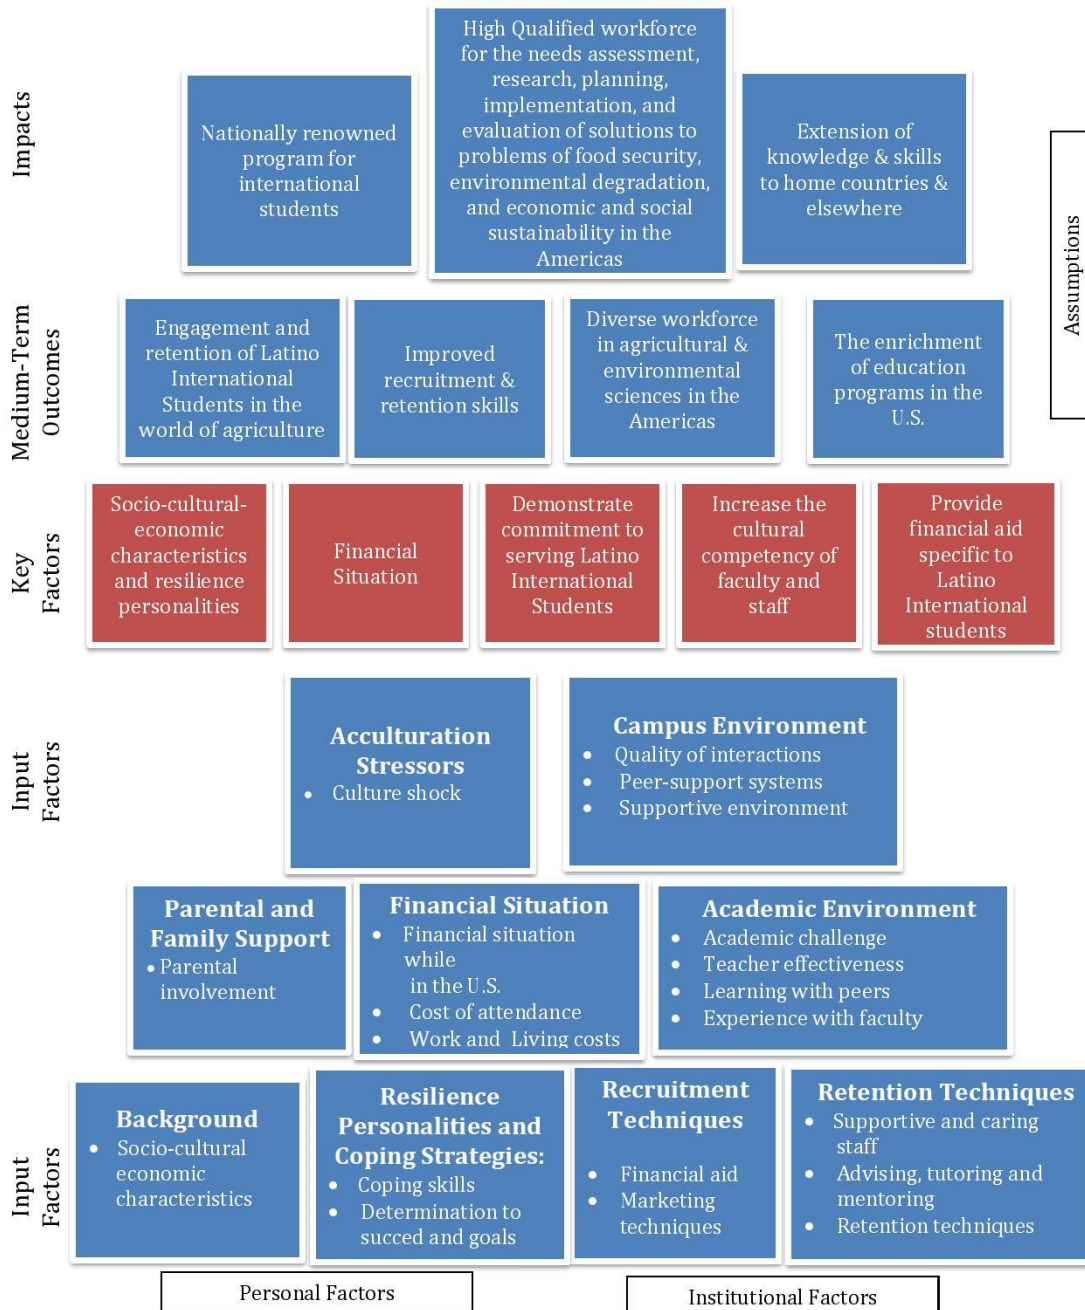 Impacts
Nationally renowned
program for
international
students
High Qualified workforce
for the needs assessment,
research, planning,
implementation, and
evaluation of solutions to
problems of food security,
environmental degradation,
and economic and social
sustainability in the
Americas
Extension of
knowledge & skills
to home countries &
elsewhere
Assumptions
Medium-Term
Outcomes
Engagement and
retention of Latino
International
Students in the
world of agriculture
Improved
recruitment &
retention skills
Diverse workforce
in agricultural &
environmental
sciences in the
Americas
The enrichment
of education
programs in the
U.S.
Key
Factors
Socio-cultural-
economic
characteristics
and resilience
personalities
Financial
Situation
Demonstrate
commitment to
serving Latino
International
Students
Increase the
cultural
competency of
faculty and
staff
Provide
financial aid
specific to
Latino
International
students
Input
Factors
Acculturation
Stressors
• Culture shock
Campus Environment
• Quality of interactions
• Peer-support systems
• Supportive environment
Parental and
Family Support
• Parental
involvement
Financial Situation
• Financial situation
while
in the U.S.
• Cost of attendance
• Work and Living costs
Academic Environment
• Academic challenge
• Teacher effectiveness
• Learning with peers
• Experience with faculty
Input
Factors
Background
• Socio-cultural
economic
characteristics
Resilience
Personalities and
Coping Strategies:
• Coping skills
• Determination to
succed and goals
Recruitment
Techniques
• Financial aid
• Marketing
techniques
Retention Techniques
• Supportive and caring
staff
• Advising, tutoring and
mentoring
• Retention techniques
Personal Factors
Institutional Factors